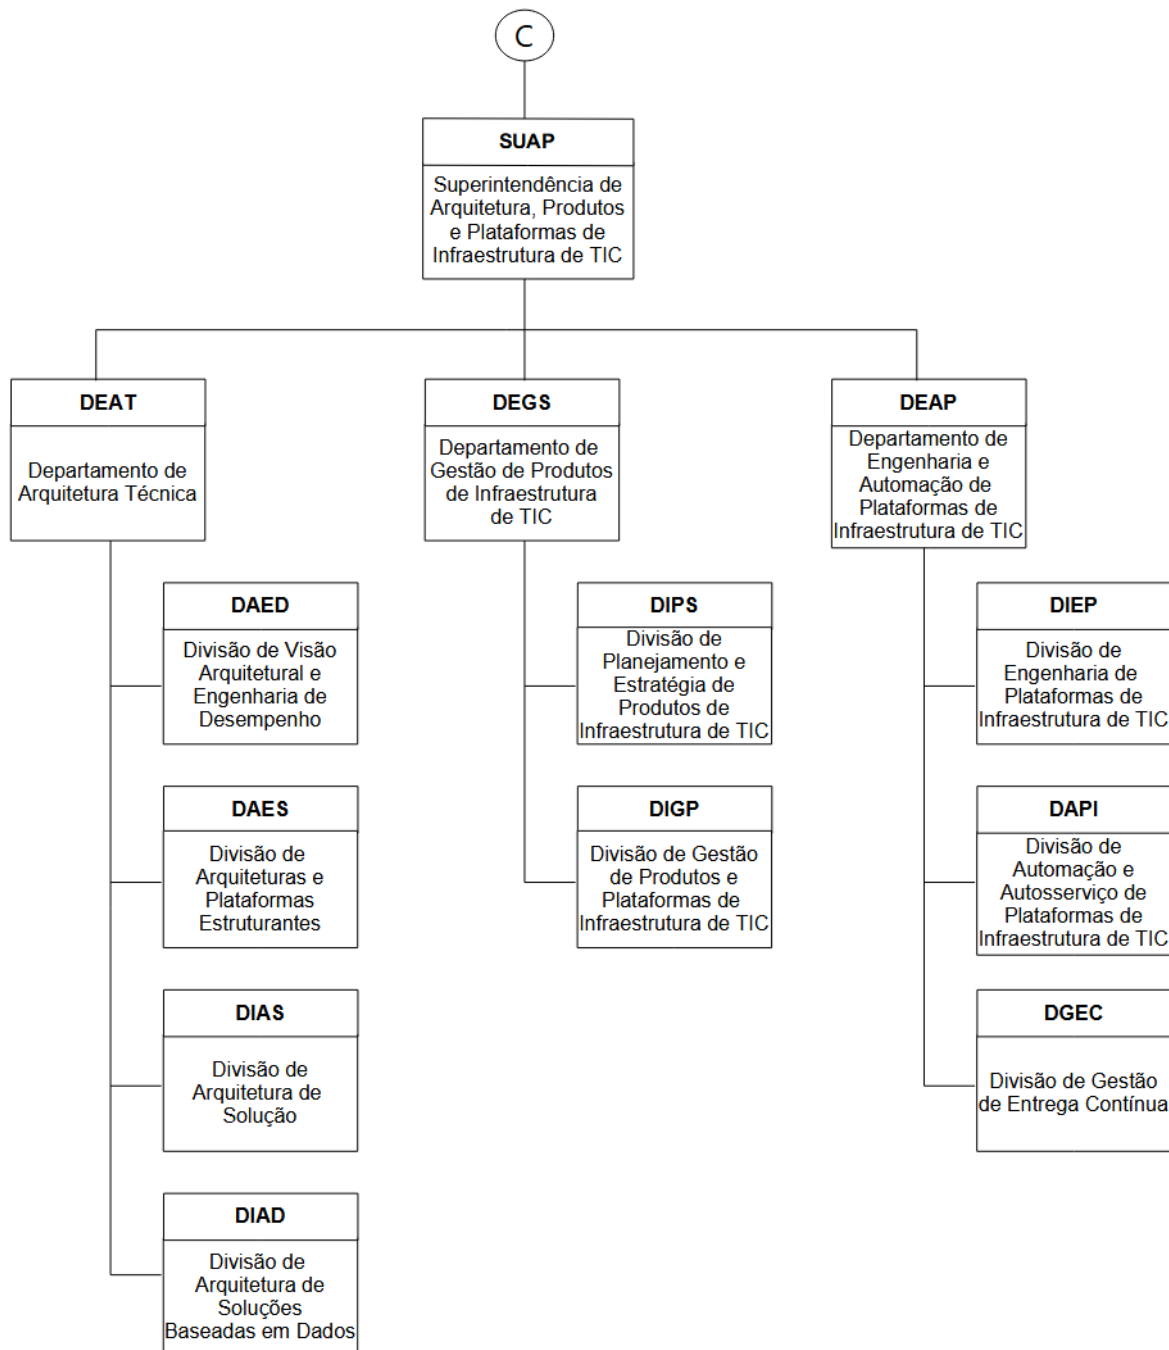 C
SUAP
Superintendência de
Arquitetura, Produtos
e Plataformas de
Infraestrutura de TIC
DEAT
Departamento de
Arquitetura Técnica
DEGS
Departamento de
Gestão de Produtos
de Infraestrutura
de TIC
DEAP
Departamento de
Engenharia e
Automação de
Plataformas de
Infraestrutura de TIC
DAED
Divisão de Visão
Arquitetural e
Engenharia de
Desempenho
DIPS
Divisão de
Planejamento e
Estratégia de
Produtos de
Infraestrutura de TIC
DIEP
Divisão de
Engenharia de
Plataformas de
Infraestrutura de TIC
DAES
Divisão de
Arquiteturas e
Plataformas
Estruturantes
DIGP
Divisão de Gestão
de Produtos e
Plataformas de
Infraestrutura de TIC
DAPI
Divisão de
Automação e
Autosserviço de
Plataformas de
Infraestrutura de TIC
DIAS
Divisão de
Arquitetura de
Solução
DGEC
Divisão de Gestão
de Entrega Contínua
DIAD
Divisão de
Arquitetura de
Soluções
Baseadas em Dados